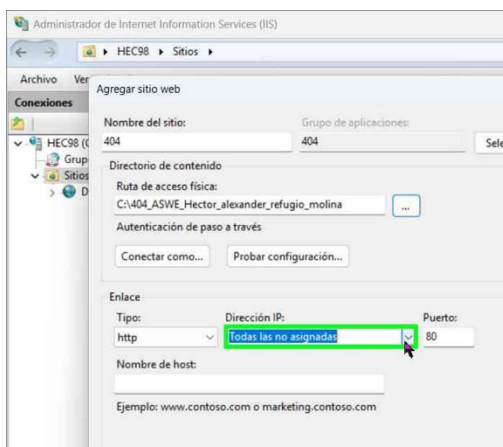 Administrador de Internet Information Services (IIS)
HEC98 Sitios
Archivo Ver
Conexiones
HEC98 (
Grup
Sitios
D
Agregar sitio web
Nombre del sitio: Grupo de aplicaciones:
404 404 Sele
Directorio de contenido
Ruta de acceso física:
C:\404_ASWE_Hector_alexander_refugio_molina ...
Autenticación de paso a través
Conectar como... Probar configuración...
Enlace
Tipo: Dirección IP: Puerto:
http Todas las no asignadas 80
Nombre de host:
Ejemplo: www.contoso.com o marketing.contoso.com